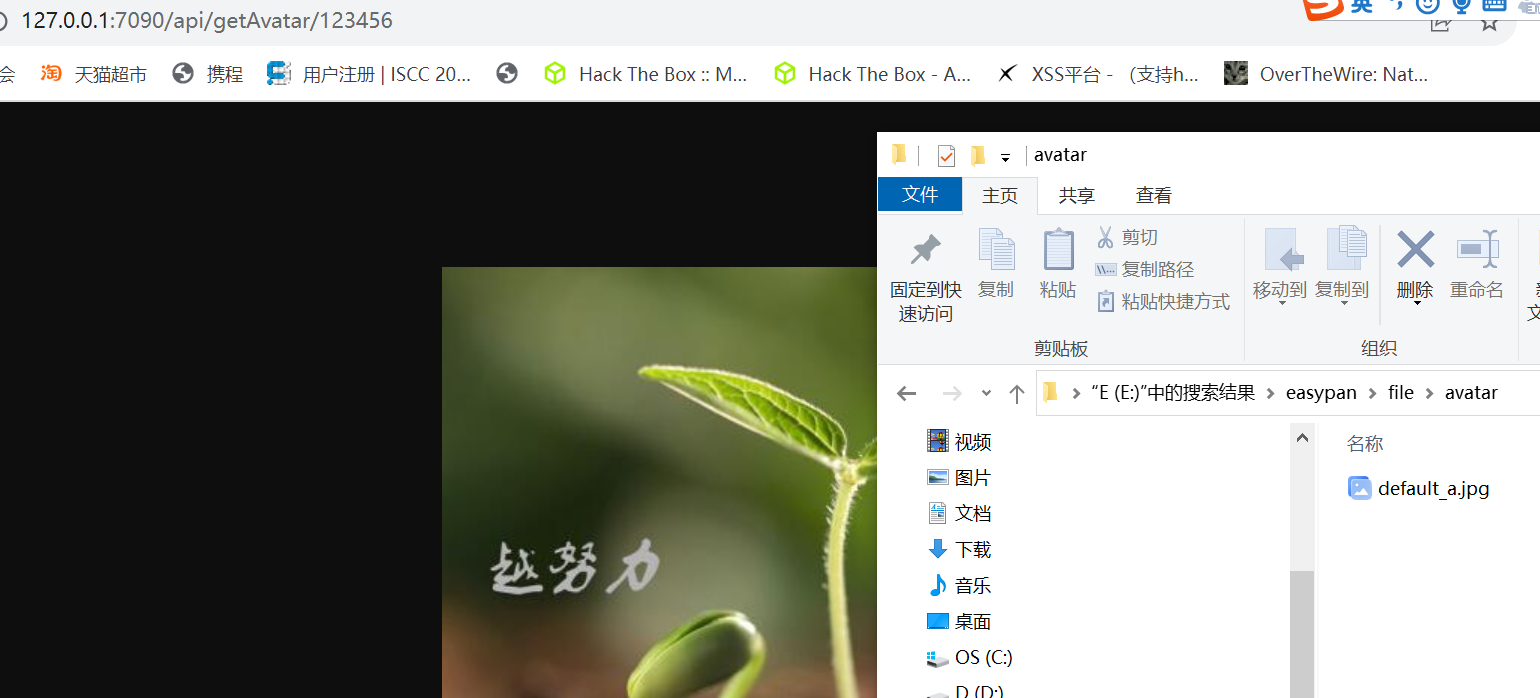 127.0.0.1:7090/api/getAvatar/123456
英
会 天猫超市 携程 用户注册 | ISCC 20... Hack The Box :: M... Hack The Box - A... XSS平台 - （支持h... OverTheWire: Nat...
avatar
文件 主页 共享 查看
固定到快
速访问
复制
粘贴
剪切
复制路径
粘贴快捷方式
移动到 复制到 删除 重命名
剪贴板 组织
“E (E:)”中的搜索结果 easypan file avatar
视频
图片
文档
下载
音乐
桌面
OS (C:)
D (D:)
名称
default_a.jpg
越努力